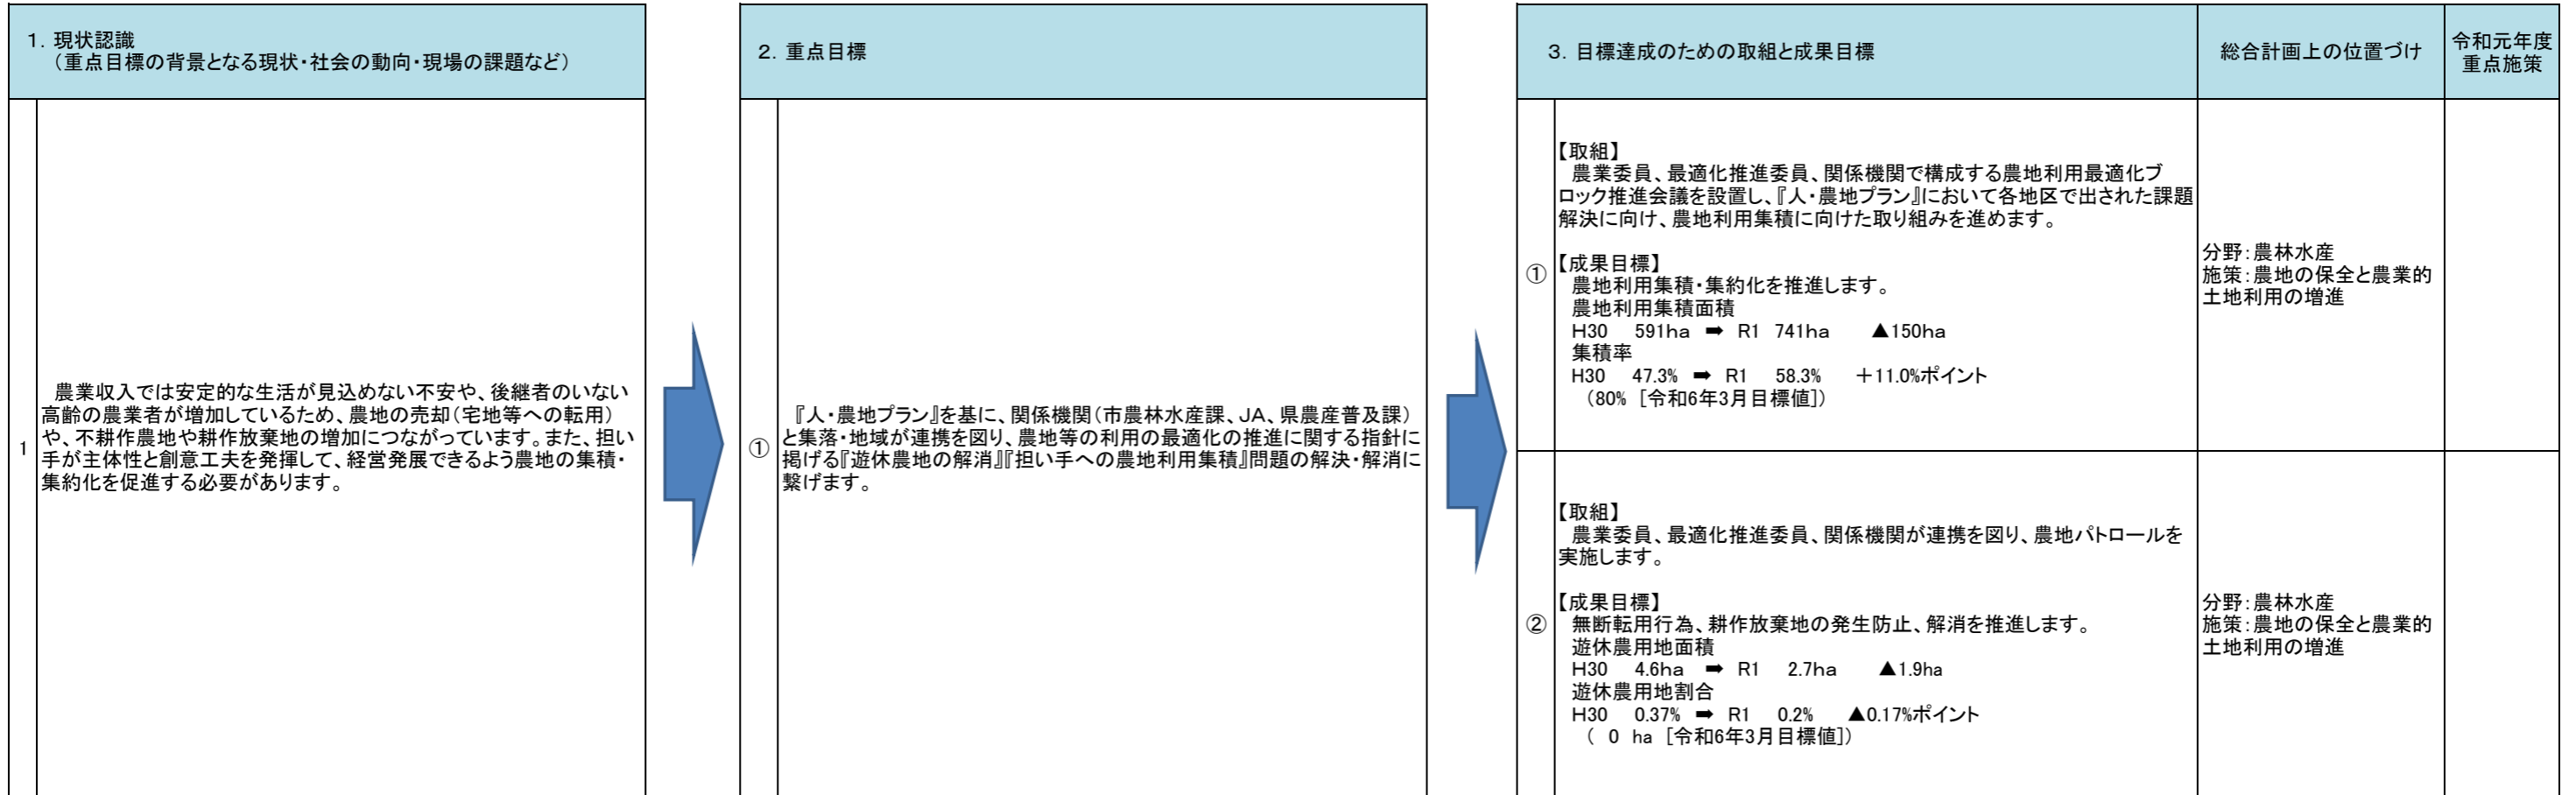 1．現状認識
（重点目標の背景となる現状・社会の動向・現場の課題など）
2．重点目標
3．目標達成のための取組と成果目標
総合計画上の位置づけ
令和元年度
重点施策
1
農業収入では安定的な生活が見込めない不安や、後継者のいない
高齢の農業者が増加しているため、農地の売却（宅地等への転用）
や、不耕作農地や耕作放棄地の増加につながっています。また、担い
手が主体性と創意工夫を発揮して、経営発展できるよう農地の集積・
集約化を促進する必要があります。
①
『人・農地プラン』を基に、関係機関（市農林水産課、JA、県農産普及課）
と集落・地域が連携を図り、農地等の利用の最適化の推進に関する指針に
掲げる『遊休農地の解消』『担い手への農地利用集積』問題の解決・解消に
繋げます。
①
【取組】
農業委員、最適化推進委員、関係機関で構成する農地利用最適化ブ
ロック推進会議を設置し、『人・農地プラン』において各地区で出された課題
解決に向け、農地利用集積に向けた取り組みを進めます。
【成果目標】
農地利用集積・集約化を推進します。
農地利用集積面積
H30　591ha　➡　R1　741ha　　▲150ha
集積率
H30　47.3%　➡　R1　58.3%　　＋11.0%ポイント
（80%［令和6年3月目標値］）
分野：農林水産
施策：農地の保全と農業的
土地利用の増進
②
【取組】
農業委員、最適化推進委員、関係機関が連携を図り、農地パトロールを
実施します。
【成果目標】
無断転用行為、耕作放棄地の発生防止、解消を推進します。
遊休農用地面積
H30　4.6ha　➡　R1　2.7ha　　▲1.9ha
遊休農用地割合
H30　0.37%　➡　R1　0.2%　　▲0.17%ポイント
（　0　ha［令和6年3月目標値］）
分野：農林水産
施策：農地の保全と農業的
土地利用の増進